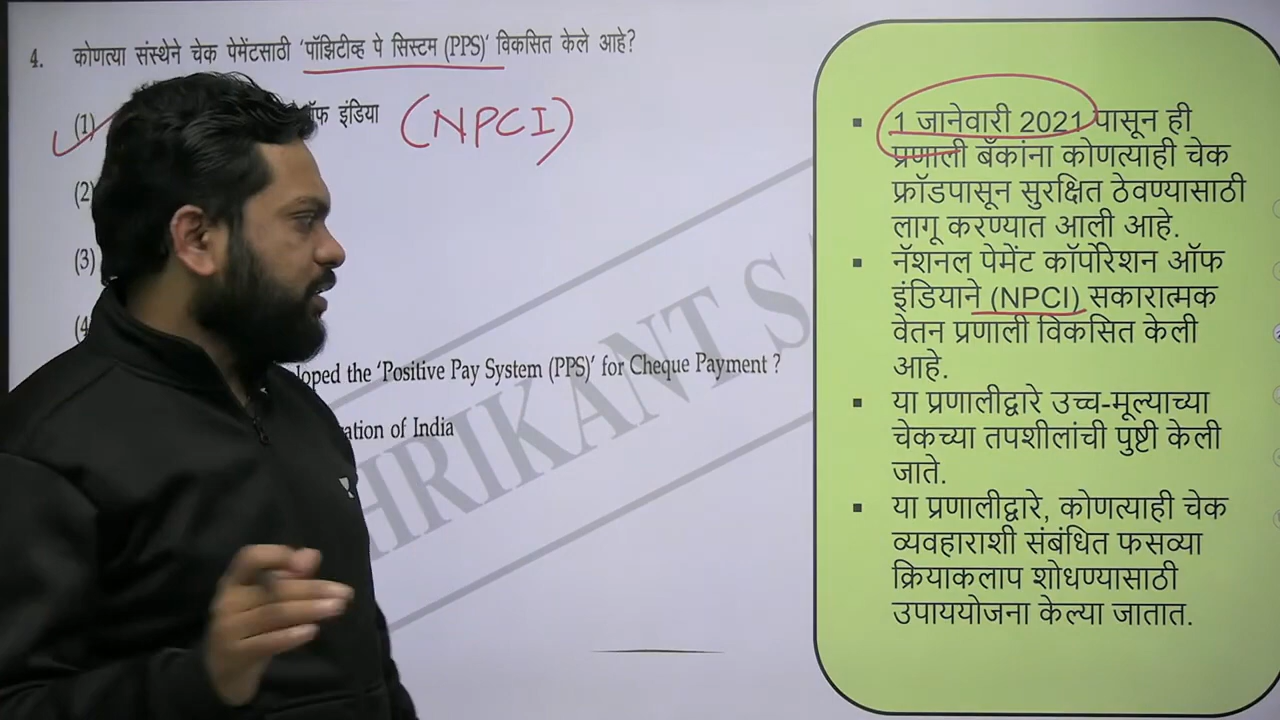 4. कोणत्या संस्थेने चेक पेमेंटसाठी 'पॉझिटीव्ह पे सिस्टम (PPS)' विकसित केले आहे?
(1) ऑफ इंडिया (NPCI)
(2)
(3)
(4
loped the 'Positive Pay System (PPS)' for Cheque Payment ?
ation of India
HRIKANT SA
▪ 1 जानेवारी 2021 पासून ही
प्रणाली बँकांना कोणत्याही चेक
फ्रॉडपासून सुरक्षित ठेवण्यासाठी
लागू करण्यात आली आहे.
▪ नॅशनल पेमेंट कॉर्पोरेशन ऑफ
इंडियाने (NPCI) सकारात्मक
वेतन प्रणाली विकसित केली
आहे.
▪ या प्रणालीद्वारे उच्च-मूल्याच्या
चेकच्या तपशीलांची पुष्टी केली
जाते.
▪ या प्रणालीद्वारे, कोणत्याही चेक
व्यवहाराशी संबंधित फसव्या
क्रियाकलाप शोधण्यासाठी
उपाययोजना केल्या जातात.